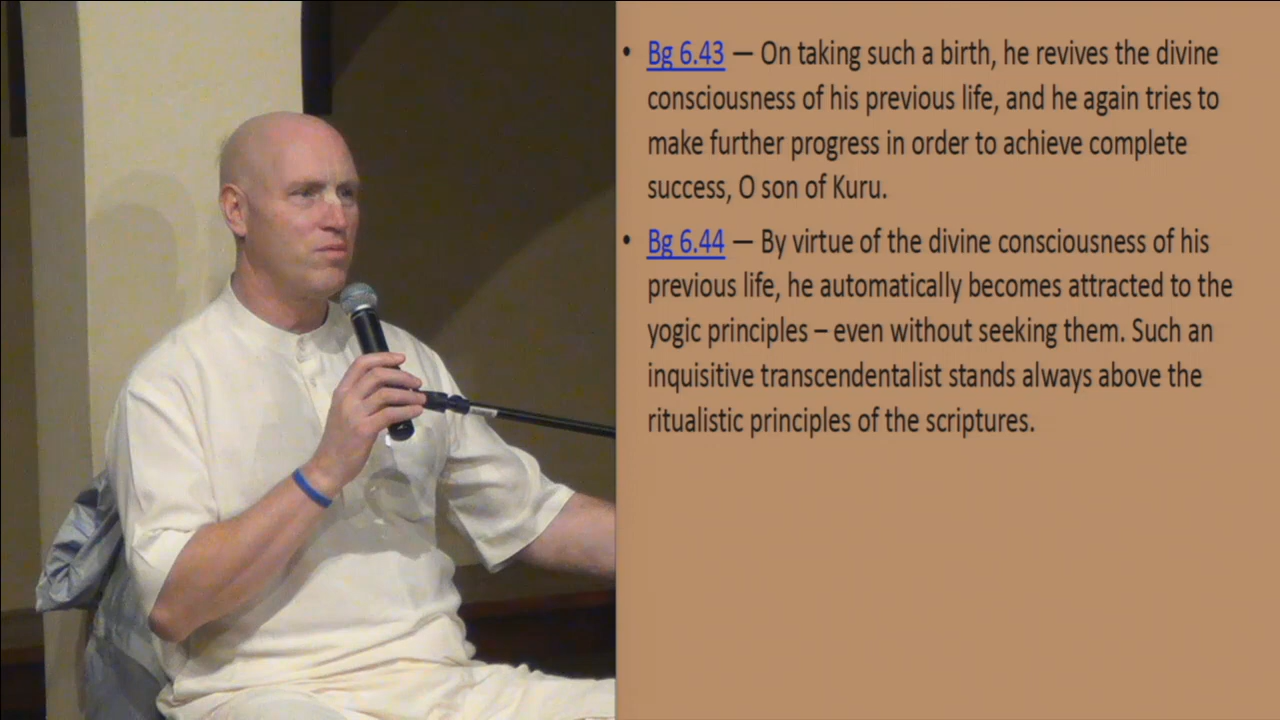 • Bg 6.43 — On taking such a birth, he revives the divine
consciousness of his previous life, and he again tries to
make further progress in order to achieve complete
success, O son of Kuru.
• Bg 6.44 — By virtue of the divine consciousness of his
previous life, he automatically becomes attracted to the
yogic principles – even without seeking them. Such an
inquisitive transcendentalist stands always above the
ritualistic principles of the scriptures.